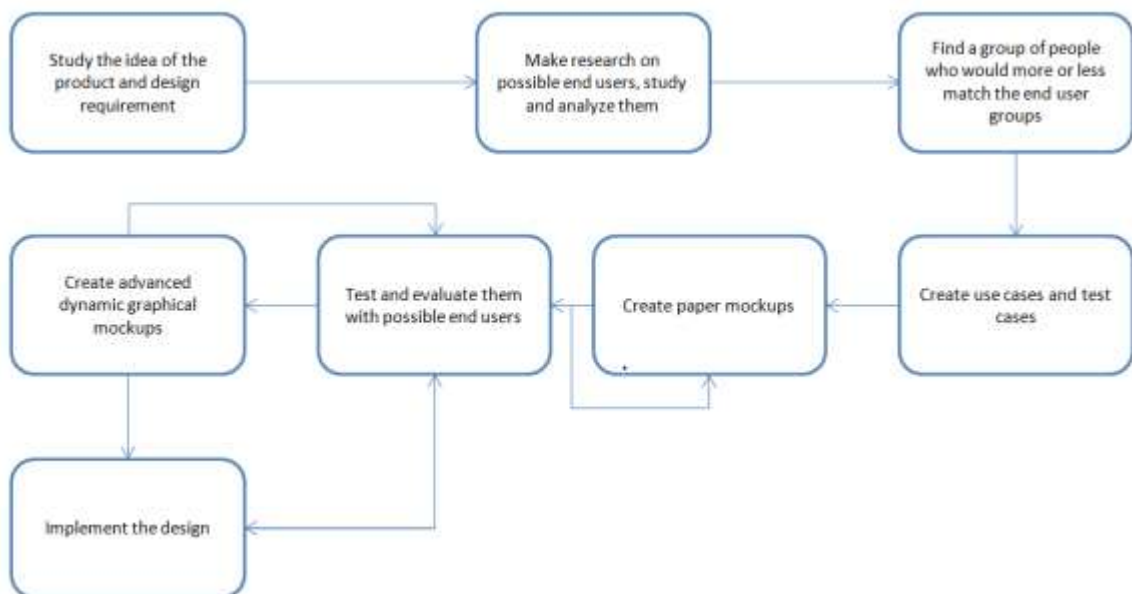 Study the idea of the
product and design
requirement
Make research on
possible end users, study
and analyze them
Find a group of people
who would more or less
match the end user
groups
Create advanced
dynamic graphical
mockups
Test and evaluate them
with possible end users
Create paper mockups
Create use cases and test
cases
Implement the design